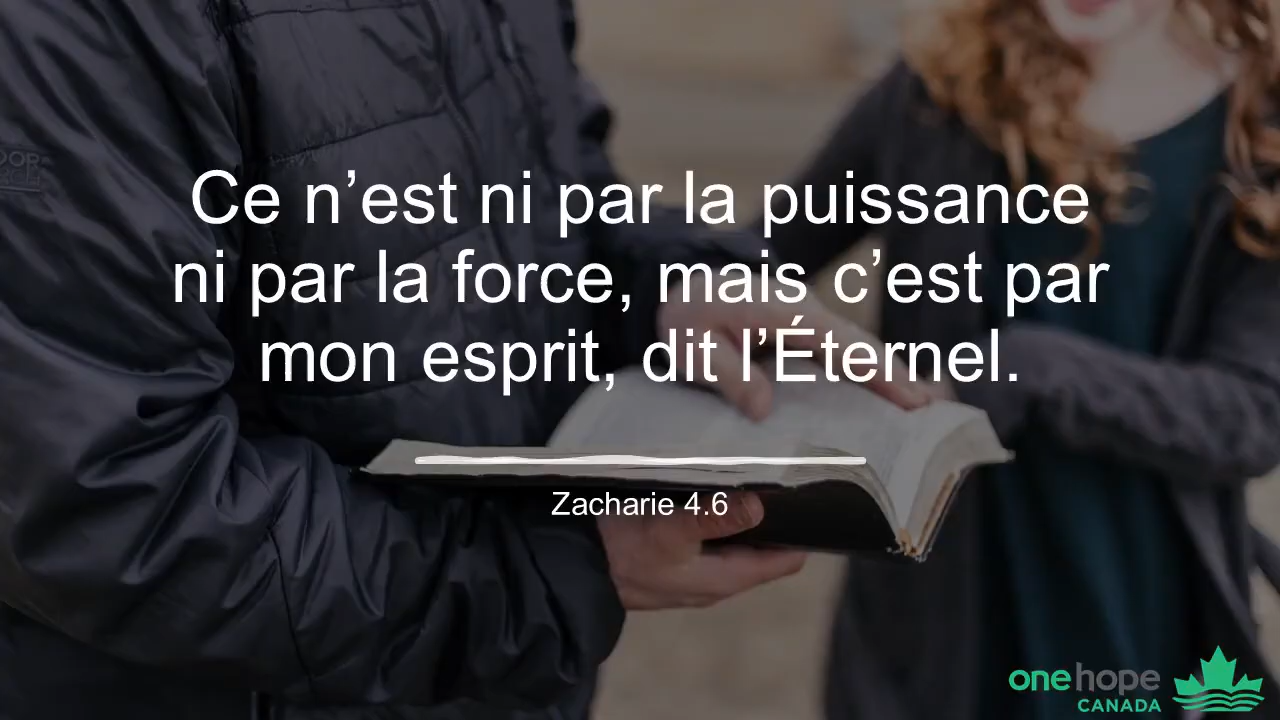 Ce n’est ni par la puissance
ni par la force, mais c’est par
mon esprit, dit l’Éternel.
Zacharie 4.6
onehope
CANADA